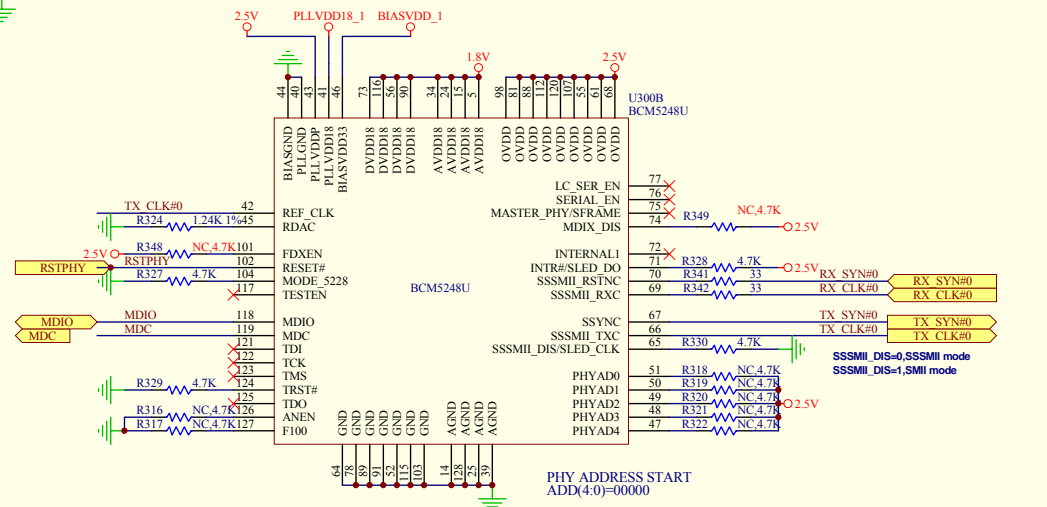 2.5V PLLVDD18_1 BIASVDD_1
1.8V 2.5V
44 40 43 41 46 73 116 56 90 34 24 15 5 98 81 88 112 120 107 55 61 68
U300B
BCM5248U
BIASGND PLLGND PLLVDDP PLLVDD18 BIASVDD33 DVDD18 DVDD18 DVDD18 DVDD18 AVDD18 AVDD18 AVDD18 AVDD18 OVDD OVDD OVDD OVDD OVDD OVDD OVDD OVDD OVDD
LC_SER_EN 77
SERIAL_EN 76
TX_CLK#0 42 REF_CLK MASTER_PHY/SFRAME 75
R324 1.24K 1% 45 RDAC MDIX_DIS 74 R349 NC,4.7K 2.5V
2.5V R348 NC,4.7K 101 FDXEN INTERNAL1 72
RSTPHY RSTPHY 102 RESET# INTR#/SLED_DO 71 R328 4.7K 2.5V
R327 4.7K 104 MODE_5228 SSSMII_RSTNC 70 R341 33 RX_SYN#0 RX_SYN#0
117 TESTEN BCM5248U SSSMII_RXC 69 R342 33 RX_CLK#0 RX_CLK#0
MDIO MDIO 118 MDIO SSYNC 67 TX_SYN#0 TX_SYN#0
MDC MDC 119 MDC SSSMII_TXC 66 TX_CLK#0 TX_CLK#0
121 TDI SSSMII_DIS/SLED_CLK 65 R330 4.7K
SSSMII_DIS=0,SSSMII mode
122 TCK
SSSMII_DIS=1,SMII mode
123 TMS PHYAD0 51 R318 NC,4.7K
R329 4.7K 124 TRST# PHYAD1 50 R319 NC,4.7K
125 TDO PHYAD2 49 R320 NC,4.7K 2.5V
R316 NC,4.7K 126 ANEN PHYAD3 48 R321 NC,4.7K
R317 NC,4.7K 127 F100 PHYAD4 47 R322 NC,4.7K
GND GND GND GND GND GND GND AGND AGND AGND AGND
64 78 89 91 52 115 103 14 128 25 39
PHY ADDRESS START
ADD(4:0)=00000